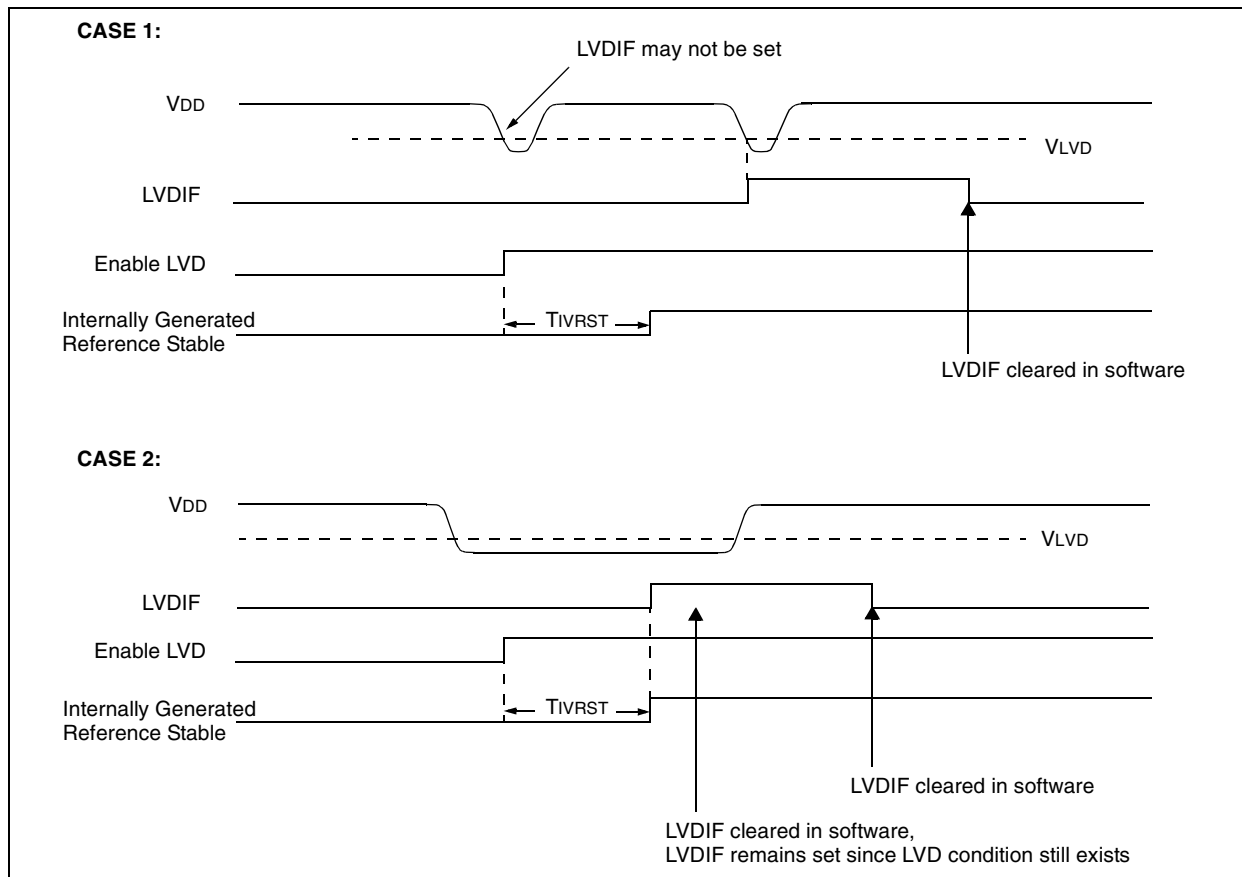 CASE 1:
LVDIF may not be set
VDD
VLVD
LVDIF
Enable LVD
TIVRST
Internally Generated
Reference Stable
LVDIF cleared in software
CASE 2:
VDD
VLVD
LVDIF
Enable LVD
TIVRST
Internally Generated
Reference Stable
LVDIF cleared in software
LVDIF cleared in software,
LVDIF remains set since LVD condition still exists